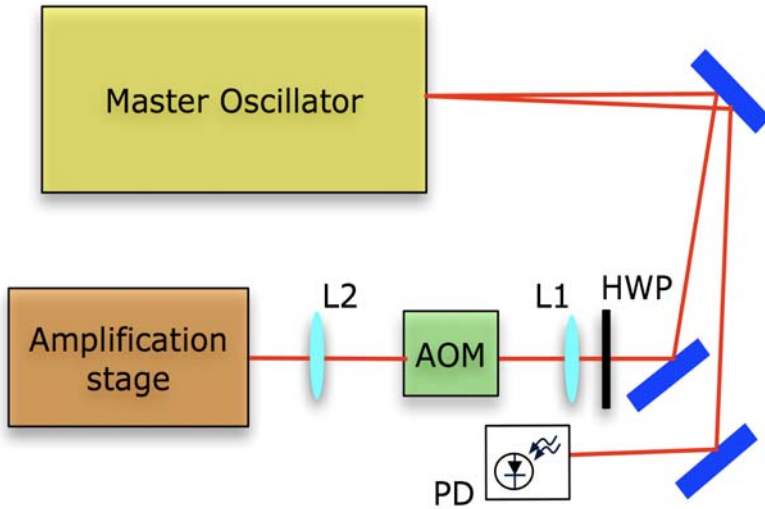 Master Oscillator
L2
L1
HWP
Amplification
stage
AOM
PD